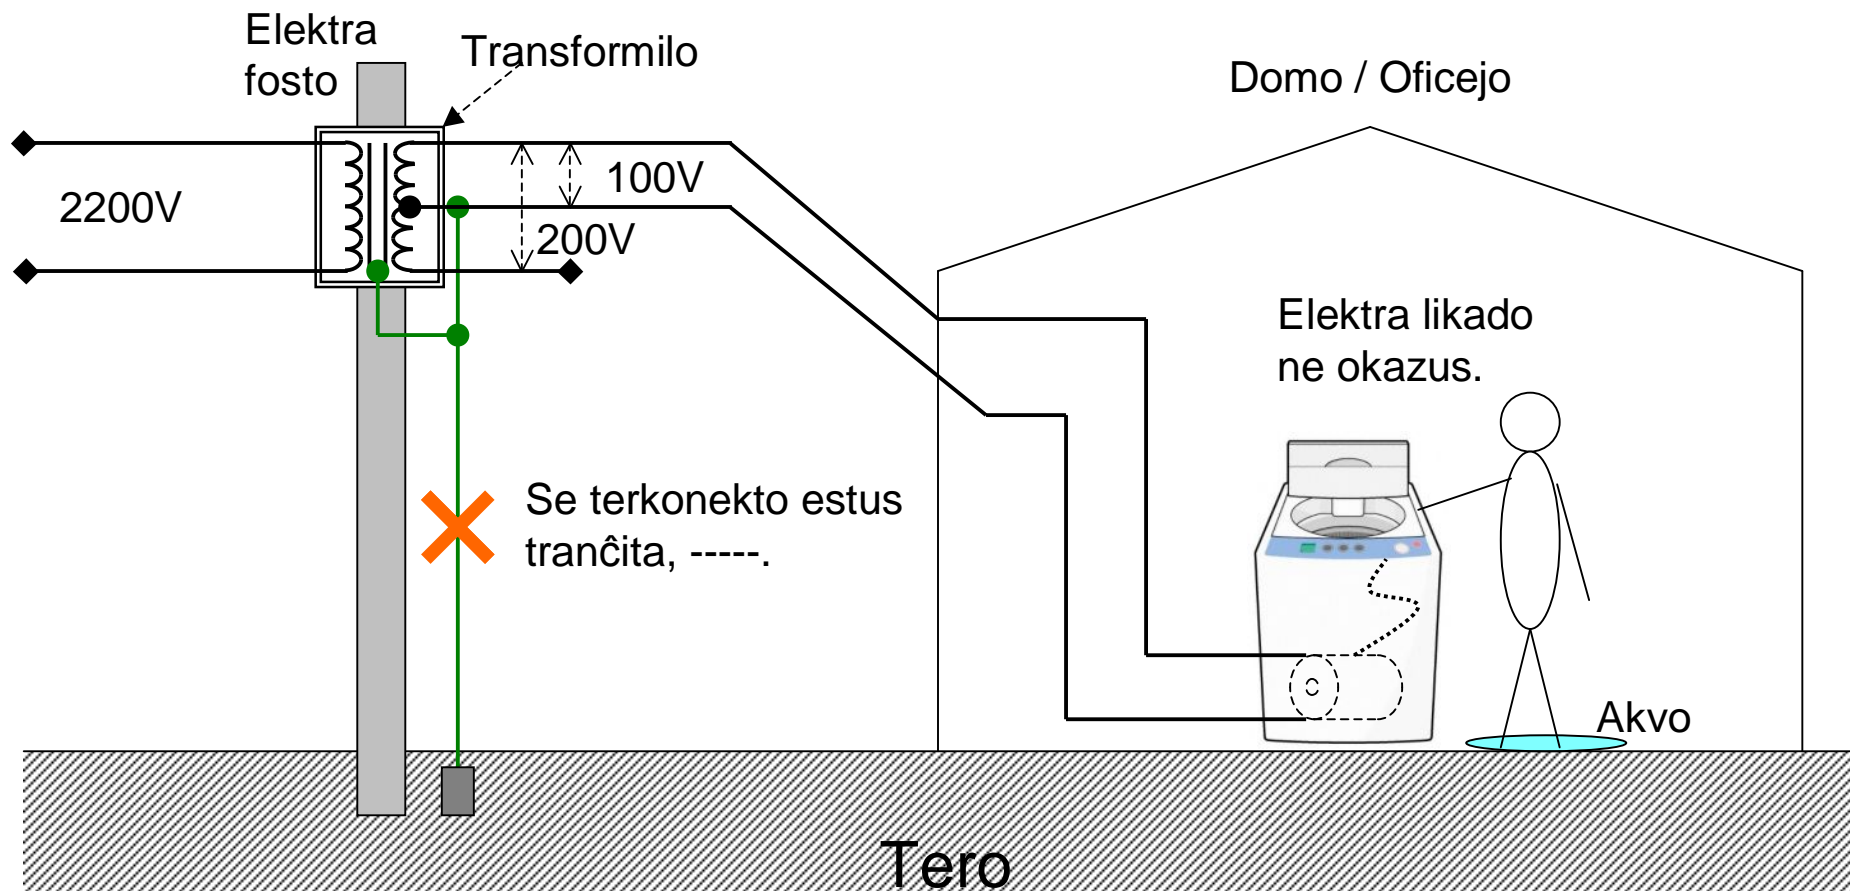 Elektra
fosto
Transformilo
Domo / Oficejo
2200V
100V
200V
Elektra likado
ne okazus.
Se terkonekto estus
tranĉita, -----.
Akvo
Tero